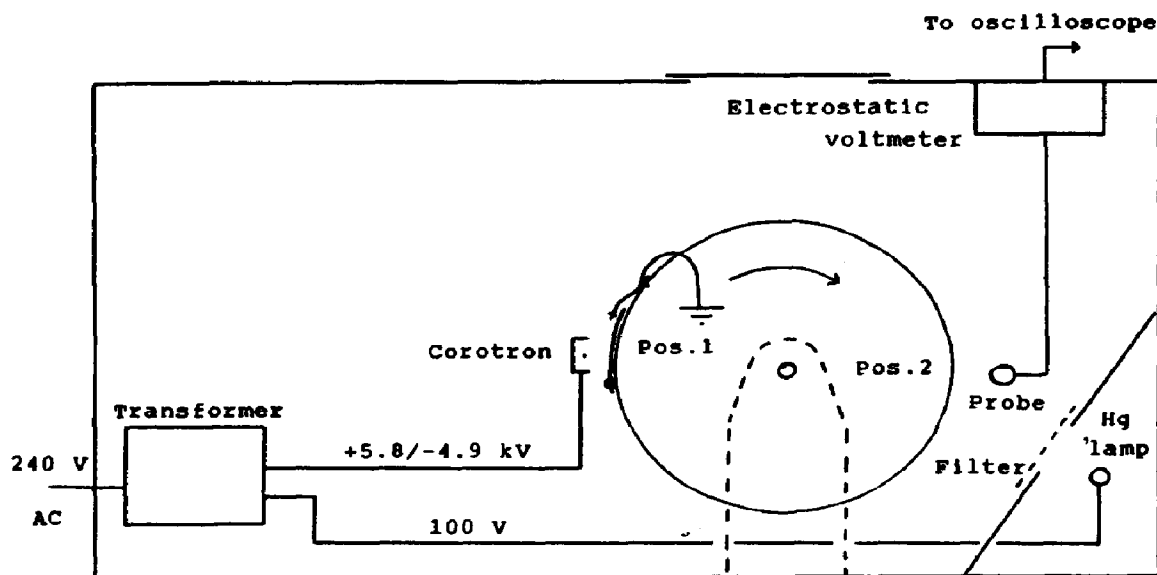 To oscilloscope
Electrostatic
voltmeter
Corotron
Pos.1
Pos.2
Probe
Transformer
Hg
lamp
240 V
+5.8/-4.9 kV
Filter
AC
100 V